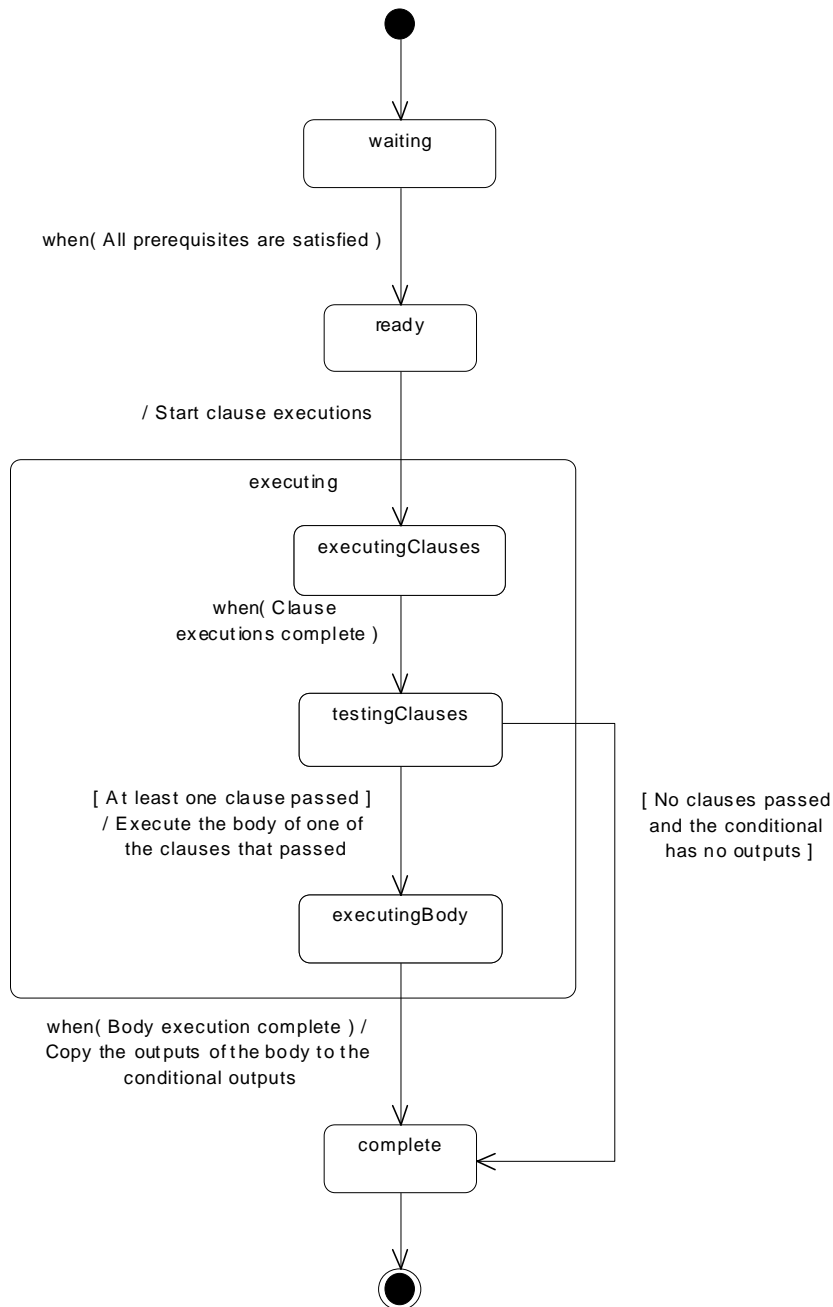 waiting
when( All prerequisites are satisfied )
ready
/ Start clause executions
executing
executingClauses
when( Clause
executions complete )
testingClauses
[ At least one clause passed ]
/ Execute the body of one of
the clauses that passed
[ No clauses passed
and the conditional
has no outputs ]
executingBody
when( Body execution complete ) /
Copy the outputs of the body to the
conditional outputs
complete